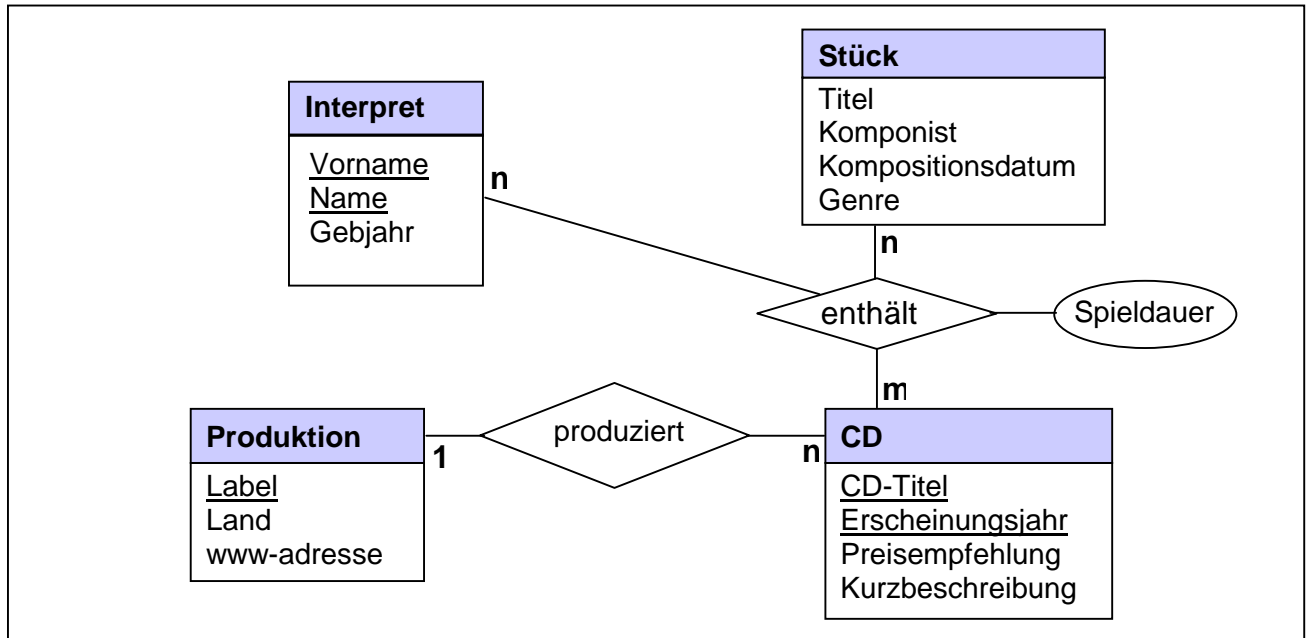 Interpret
Vorname
Name
Gebjahr
n
Stück
Titel
Komponist
Kompositionsdatum
Genre
n
enthält
Spieldauer
m
Produktion
Label
Land
www-adresse
1
produziert
n
CD
CD-Titel
Erscheinungsjahr
Preisempfehlung
Kurzbeschreibung